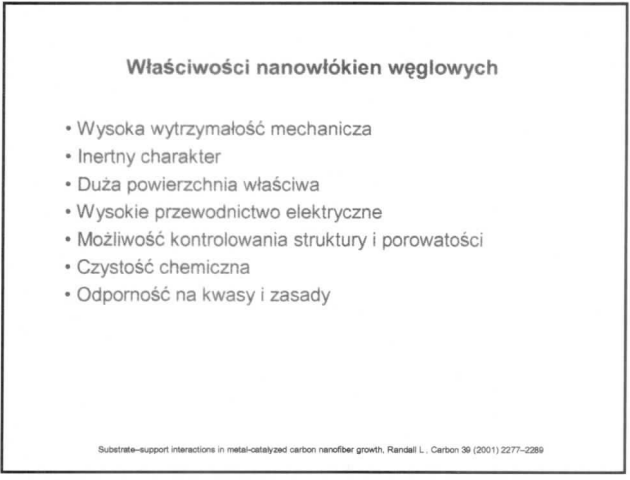 Właściwości nanowłókien węglowych
• Wysoka wytrzymałość mechanicza
• Inertny charakter
• Duża powierzchnia właściwa
• Wysokie przewodnictwo elektryczne
• Możliwość kontrolowania struktury i porowatości
• Czystość chemiczna
• Odporność na kwasy i zasady
Substrate–support interactions in metal-catalyzed carbon nanofiber growth, Randall L , Carbon 39 (2001) 2277–2289